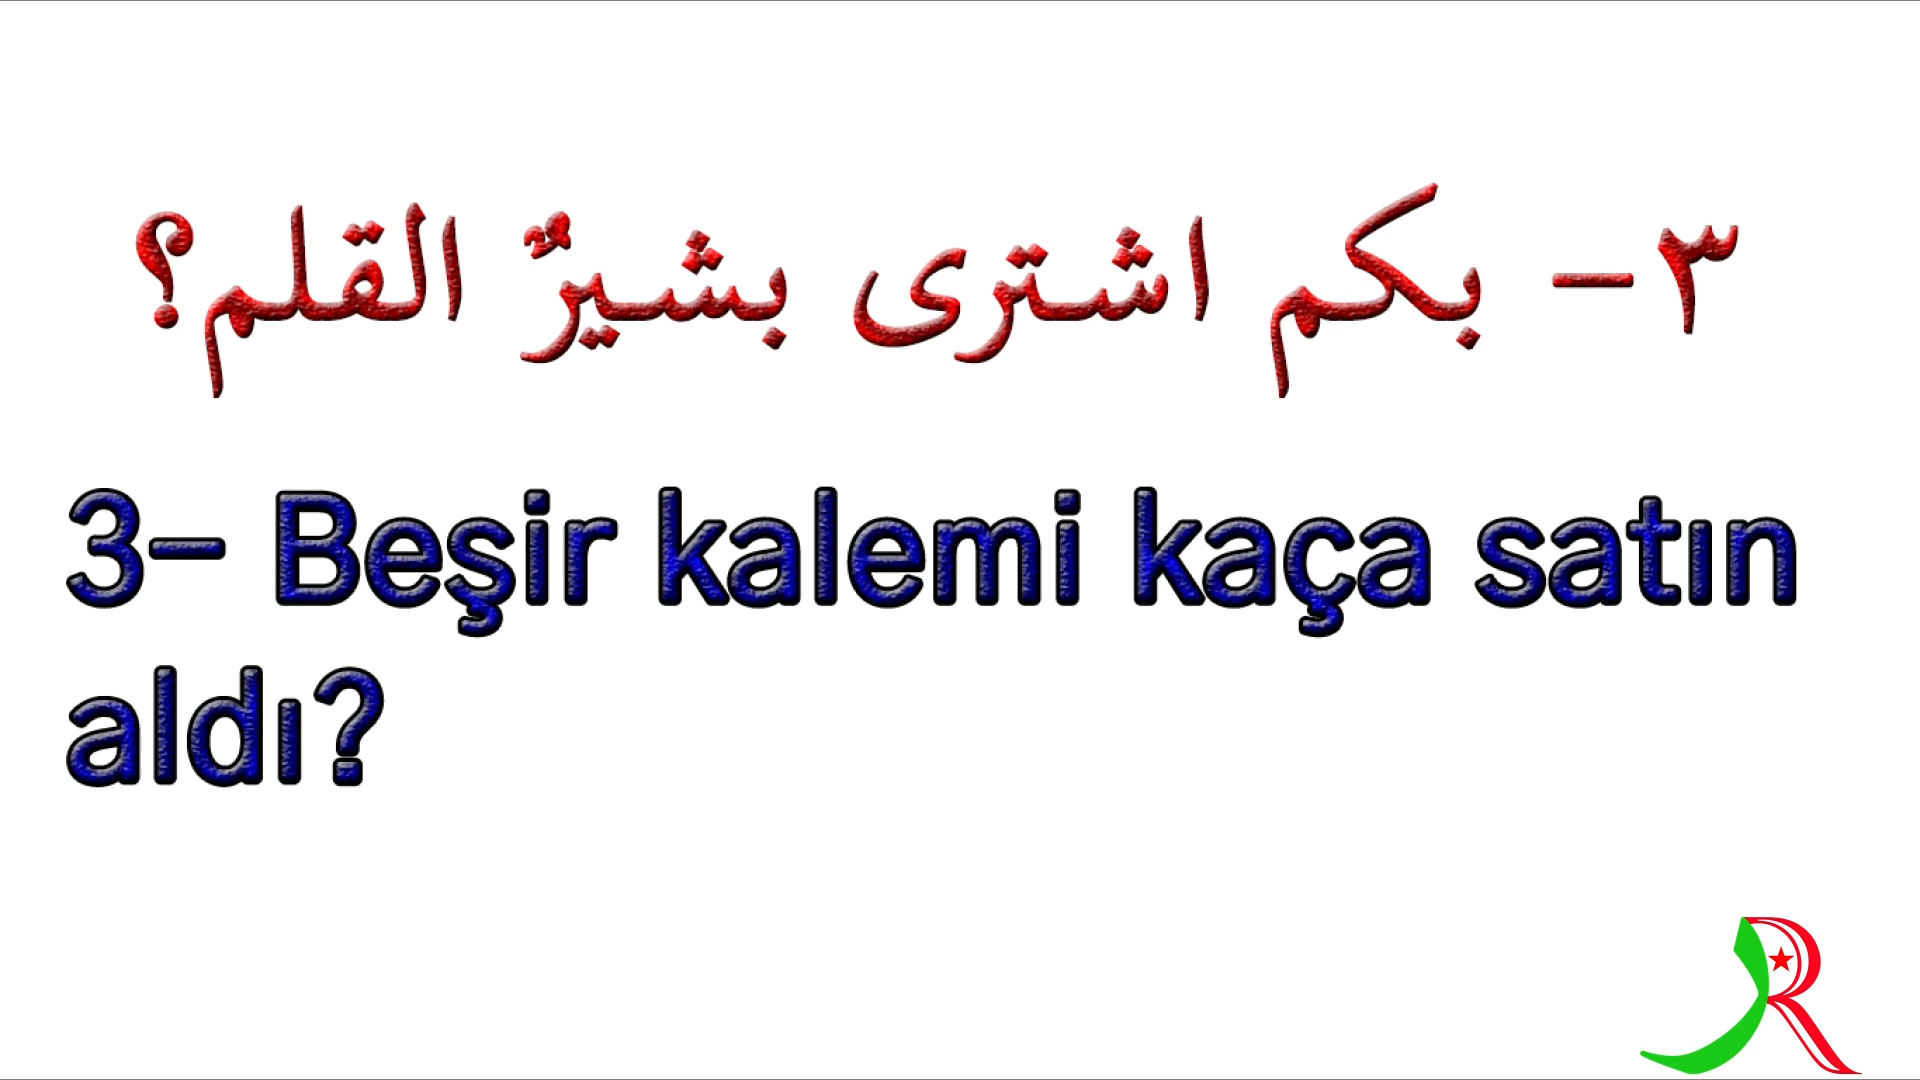 ٣- بكم اشترى بشيرٌ القلم؟
3- Beşir kalemi kaça satın
aldı?